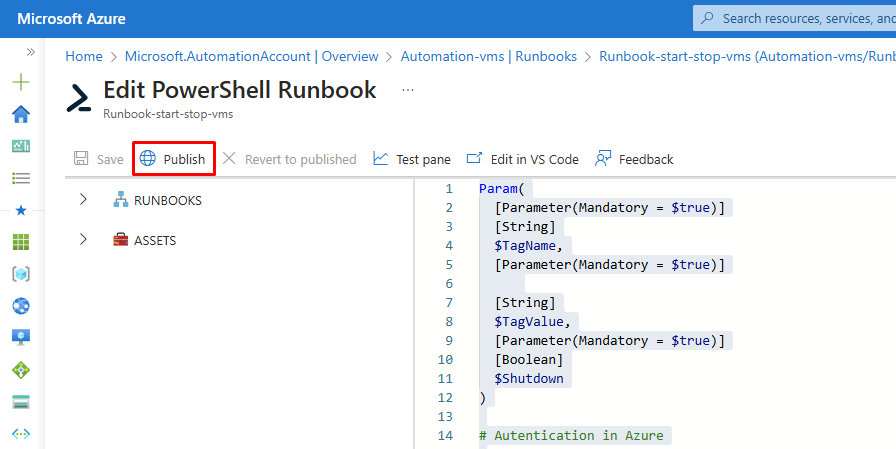 Microsoft Azure
Search resources, services, and
Home > Microsoft.AutomationAccount | Overview > Automation-vms | Runbooks > Runbook-start-stop-vms (Automation-vms/Runb
Edit PowerShell Runbook ...
Runbook-start-stop-vms
Save Publish Revert to published Test pane Edit in VS Code Feedback
RUNBOOKS
ASSETS
1 Param(
2 [Parameter(Mandatory = $true)]
3 [String]
4 $TagName,
5 [Parameter(Mandatory = $true)]
6
7 [String]
8 $TagValue,
9 [Parameter(Mandatory = $true)]
10 [Boolean]
11 $Shutdown
12 )
13
14 # Autentication in Azure